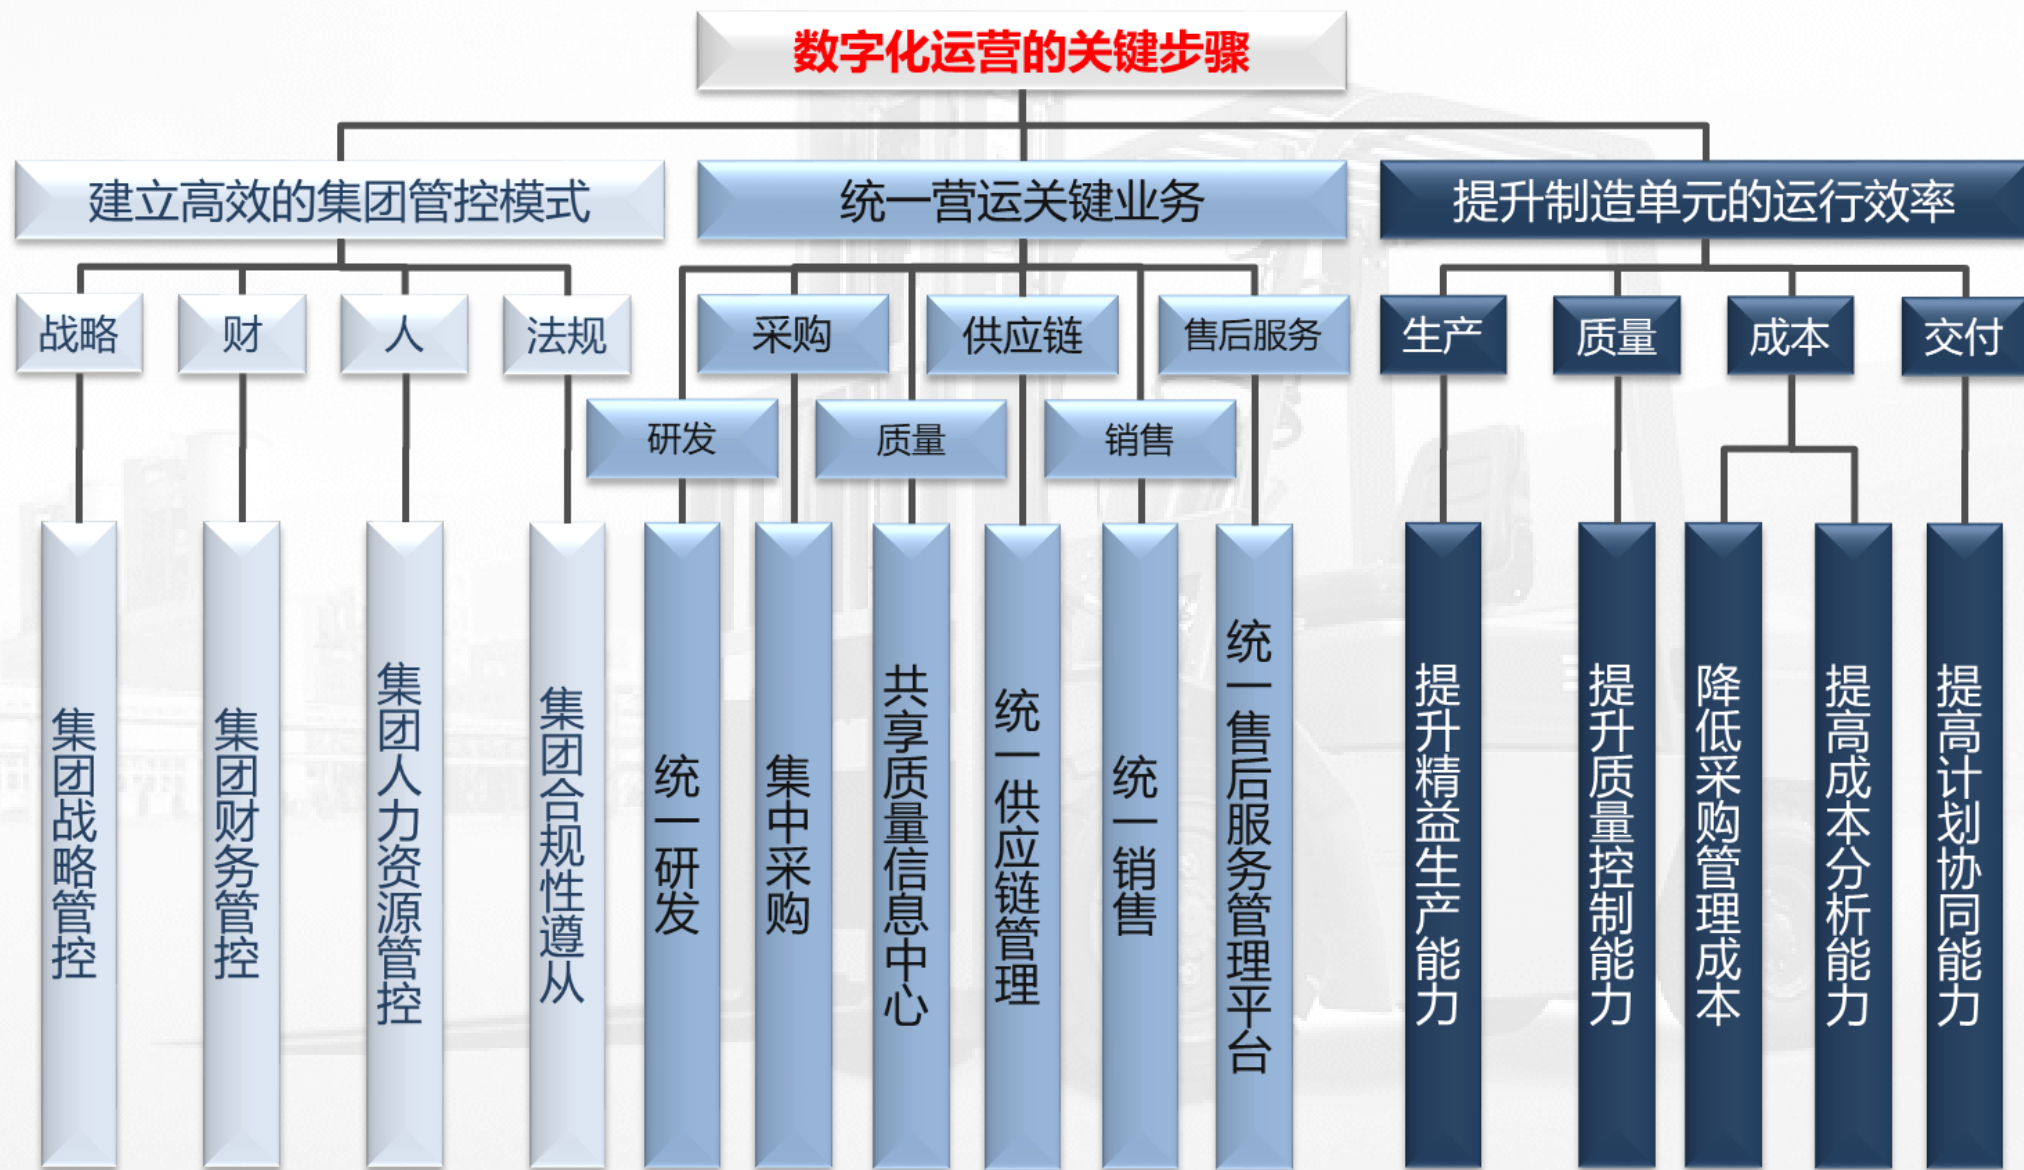 数字化运营的关键步骤
建立高效的集团管控模式
统一营运关键业务
提升制造单元的运行效率
战略
财
人
法规
采购
供应链
售后服务
生产
质量
成本
交付
研发
质量
销售
集团战略管控
集团财务管控
集团人力资源管控
集团合规性遵从
统一研发
集中采购
共享质量信息中心
统一供应链管理
统一销售
统一售后服务管理平台
提升精益生产能力
提升质量控制能力
降低采购管理成本
提高成本分析能力
提高计划协同能力